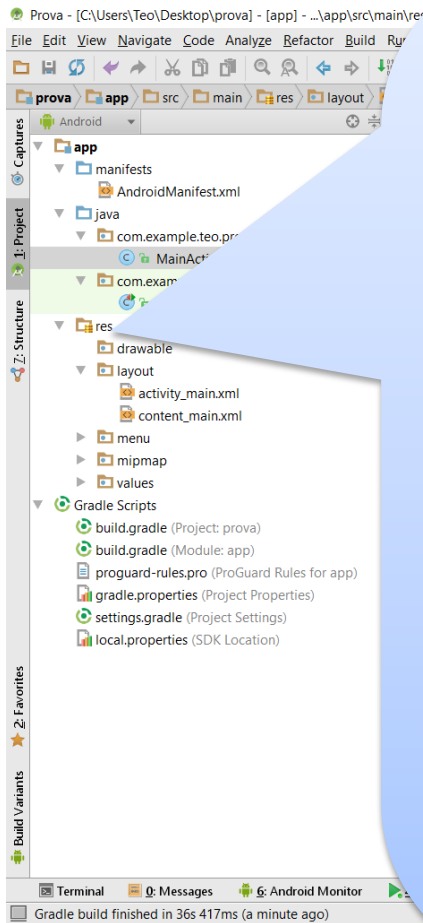 Prova - [C:\Users\Teo\Desktop\prova] - [app] - ...\app\src\main\res
File Edit View Navigate Code Analyze Refactor Build Ru
prova app src main res layout
Android
Captures
1: Project
7: Structure
app
manifests
AndroidManifest.xml
java
com.example.teo.pr
MainActi
com.exam
res
drawable
layout
activity_main.xml
content_main.xml
menu
mipmap
values
Gradle Scripts
build.gradle (Project: prova)
build.gradle (Module: app)
proguard-rules.pro (ProGuard Rules for app)
gradle.properties (Project Properties)
settings.gradle (Project Settings)
local.properties (SDK Location)
2: Favorites
Build Variants
Terminal 0: Messages 6: Android Monitor
Gradle build finished in 36s 417ms (a minute ago)